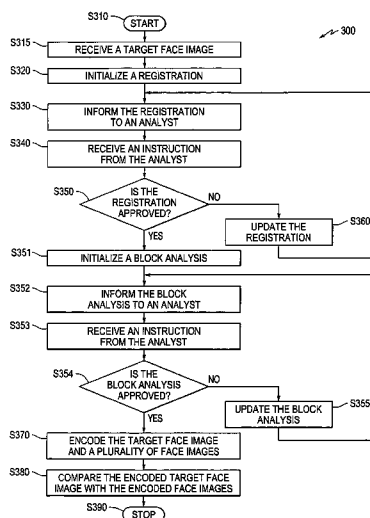 S310
START
300
S315
RECEIVE A TARGET FACE IMAGE
S320
INITIALIZE A REGISTRATION
S330
INFORM THE REGISTRATION
TO AN ANALYST
S340
RECEIVE AN INSTRUCTION
FROM THE ANALYST
S350
IS THE
REGISTRATION
APPROVED?
NO
S360
UPDATE THE
REGISTRATION
YES
S351
INITIALIZE A BLOCK ANALYSIS
S352
INFORM THE BLOCK
ANALYSIS TO AN ANALYST
S353
RECEIVE AN INSTRUCTION
FROM THE ANALYST
S354
IS THE
BLOCK ANALYSIS
APPROVED?
NO
S355
UPDATE THE BLOCK
ANALYSIS
YES
S370
ENCODE THE TARGET FACE IMAGE
AND A PLURALITY OF FACE IMAGES
S380
COMPARE THE ENCODED TARGET FACE
IMAGE WITH THE ENCODED FACE IMAGES
S390
STOP